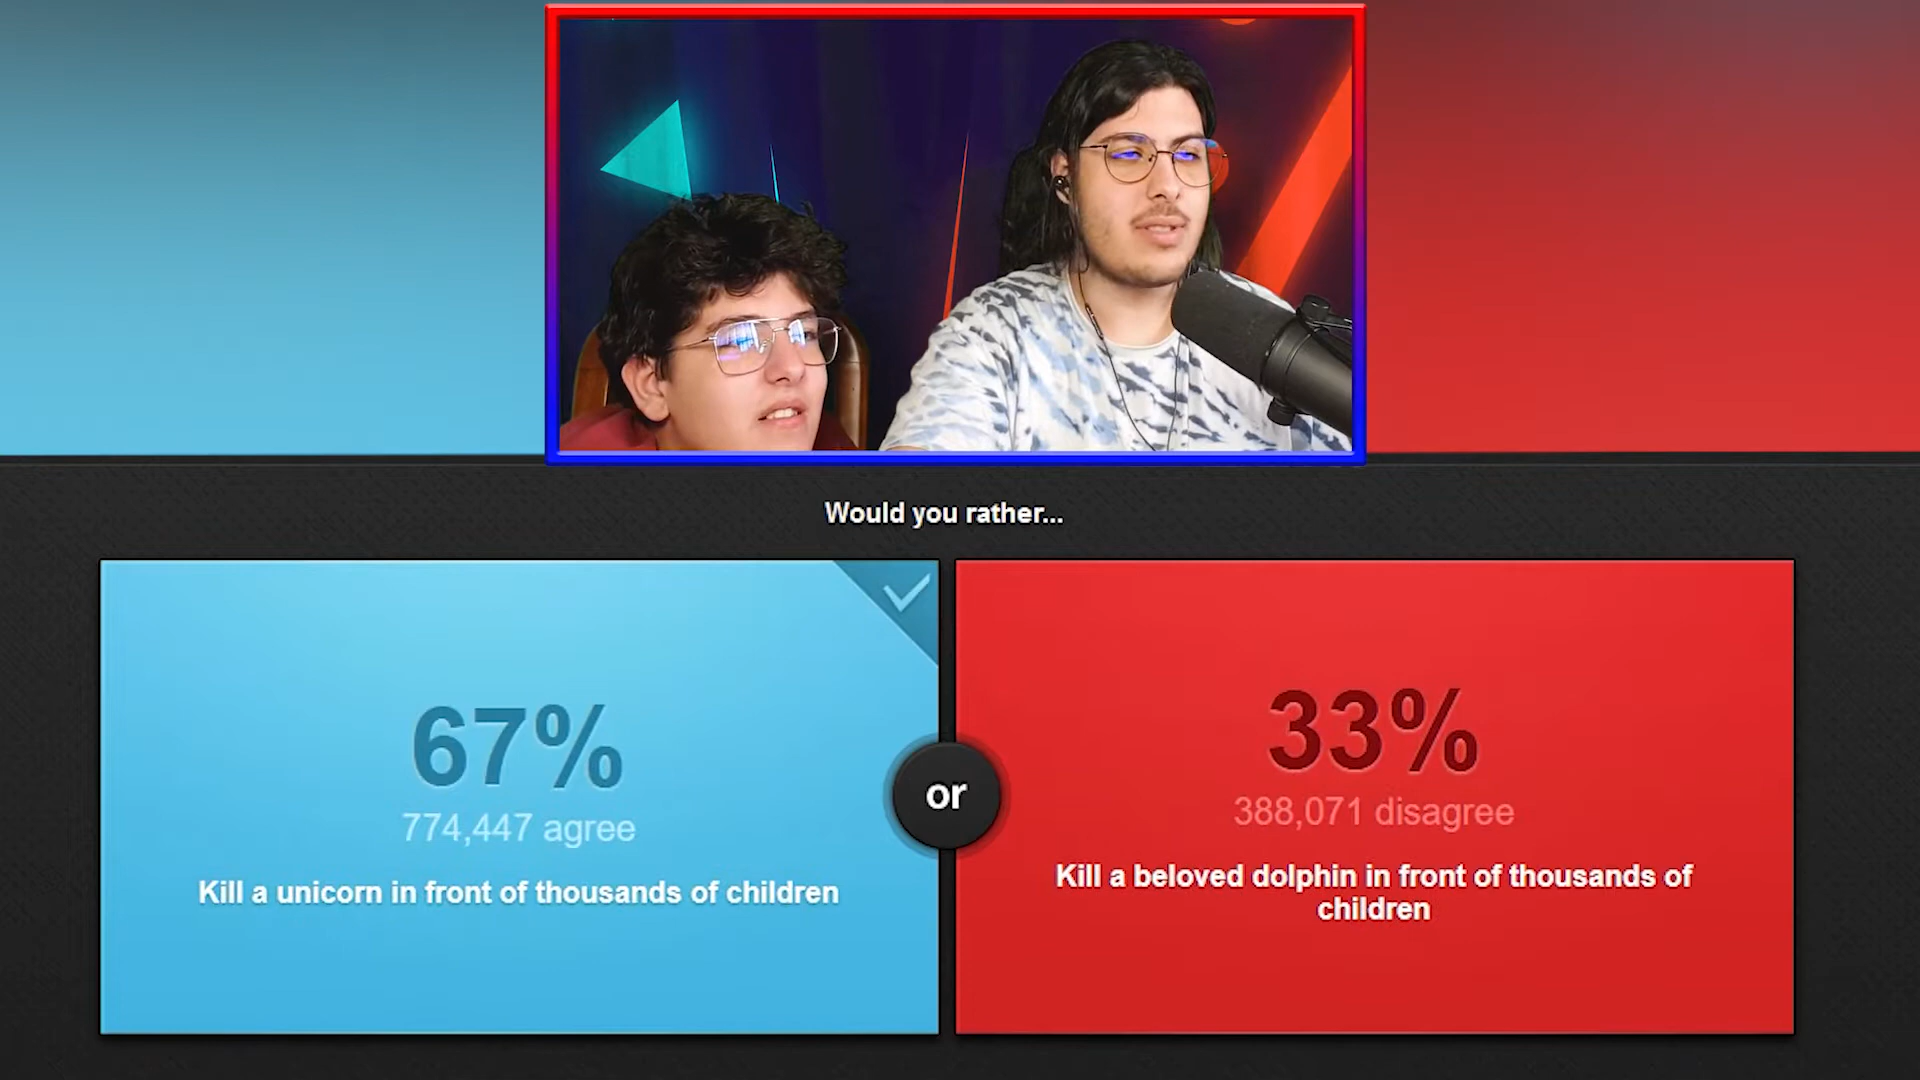 Would you rather...
67%
774,447 agree
Kill a unicorn in front of thousands of children
or
33%
388,071 disagree
Kill a beloved dolphin in front of thousands of
children